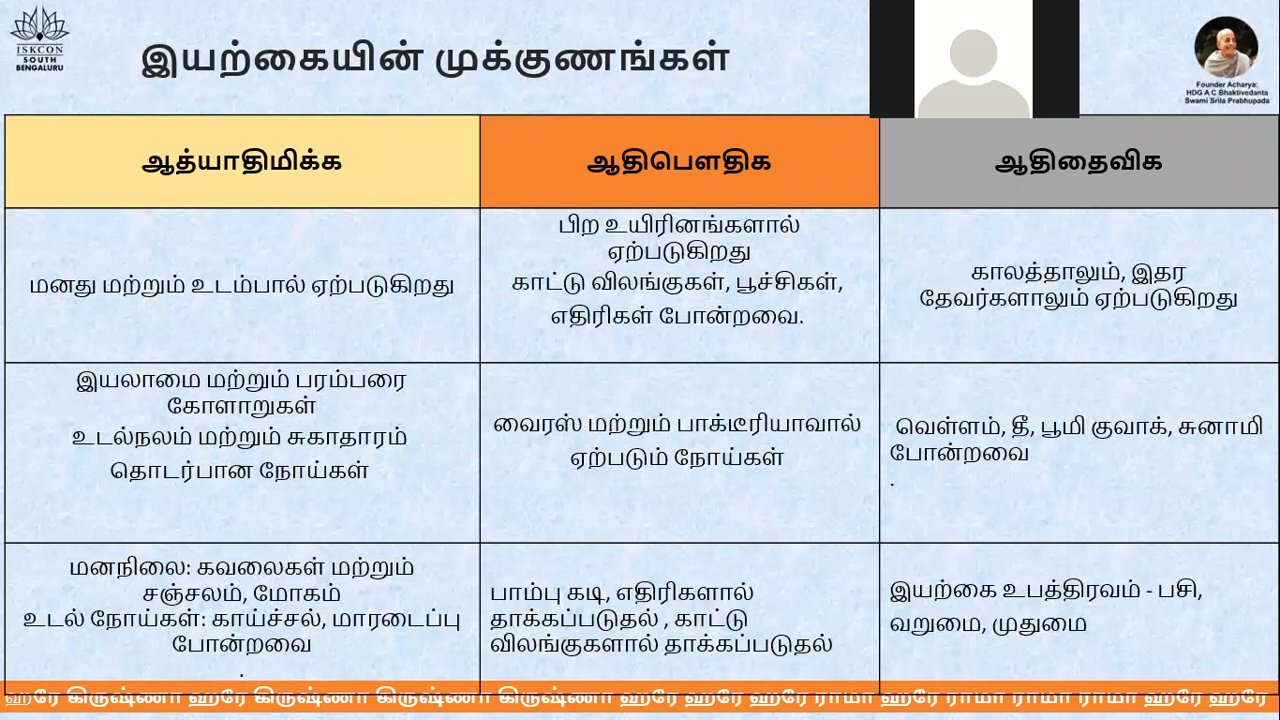 ISKCON
SOUTH
BENGALURU
இயற்கையின் முக்குணங்கள்
Founder Acharya:
HDG A C Bhaktivedanta
Swami Srila Prabhupada
ஆத்யாதிமிக்க
ஆதிபௌதிக
ஆதிதைவிக
மனது மற்றும் உடம்பால் ஏற்படுகிறது
பிற உயிரினங்களால்
ஏற்படுகிறது
காட்டு விலங்குகள், பூச்சிகள்,
எதிரிகள் போன்றவை.
காலத்தாலும், இதர
தேவர்களாலும் ஏற்படுகிறது
இயலாமை மற்றும் பரம்பரை
கோளாறுகள்
உடல்நலம் மற்றும் சுகாதாரம்
தொடர்பான நோய்கள்
வைரஸ் மற்றும் பாக்டீரியாவால்
ஏற்படும் நோய்கள்
வெள்ளம், தீ, பூமி குவாக், சுனாமி
போன்றவை
.
மனநிலை: கவலைகள் மற்றும்
சஞ்சலம், மோகம்
உடல் நோய்கள்: காய்ச்சல், மாரடைப்பு
போன்றவை
.
பாம்பு கடி, எதிரிகளால்
தாக்கப்படுதல் , காட்டு
விலங்குகளால் தாக்கப்படுதல்
இயற்கை உபத்திரவம் - பசி,
வறுமை, முதுமை
ஹரே கிருஷ்ணா ஹரே கிருஷ்ணா கிருஷ்ணா கிருஷ்ணா ஹரே ஹரே ஹரே ராமா ஹரே ராமா ராமா ராமா ஹரே ஹரே